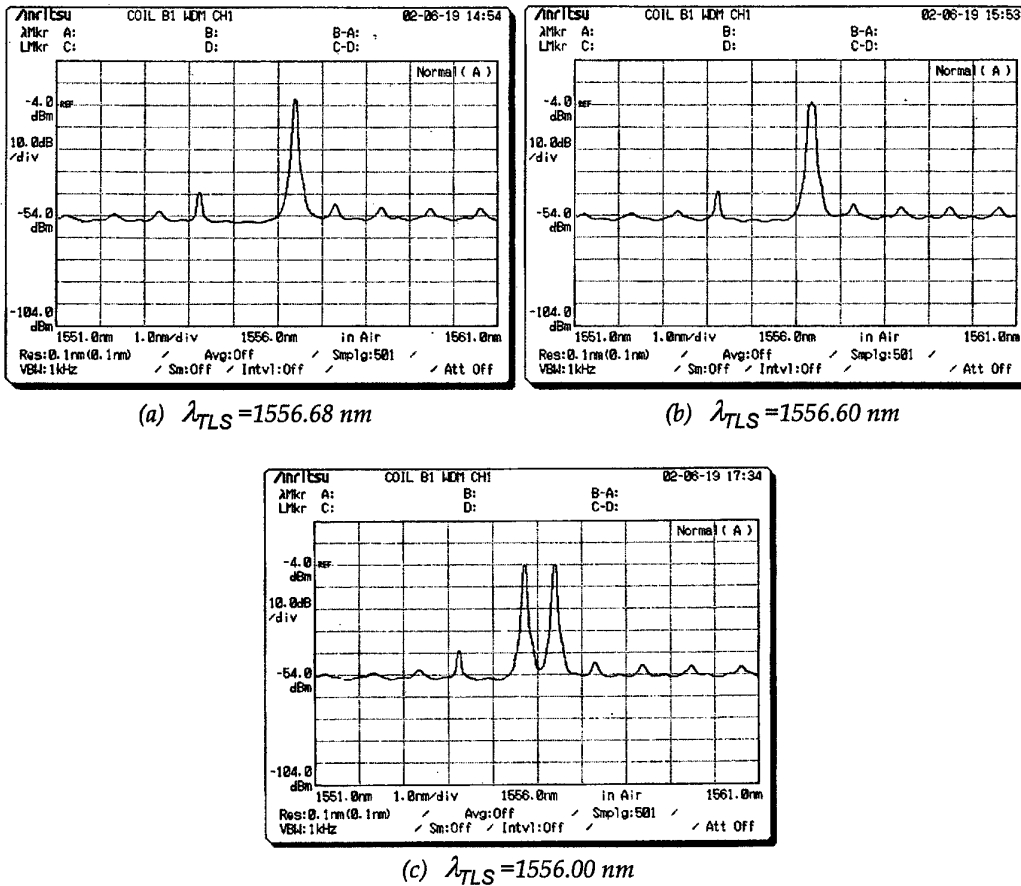 Anritsu COIL B1 WDM CH1 02-06-19 14:54
λMkr A: B: B-A:
LMkr C: D: C-D:
Normal ( A )
-4.0 REF
dBm
10.0dB
/div
-54.0
dBm
-104.0
dBm
1551.0nm 1.0nm/div 1556.0nm in Air 1561.0nm
Res:0.1nm(0.1nm) / Avg:Off / Smplg:501 /
VBW:1kHz / Sm:Off / Intvl:Off / / Att Off
(a) λTLS =1556.68 nm
Anritsu COIL B1 WDM CH1 02-06-19 15:53
λMkr A: B: B-A:
LMkr C: D: C-D:
Normal ( A )
-4.0 REF
dBm
10.0dB
/div
-54.0
dBm
-104.0
dBm
1551.0nm 1.0nm/div 1556.0nm in Air 1561.0nm
Res:0.1nm(0.1nm) / Avg:Off / Smplg:501 /
VBW:1kHz / Sm:Off / Intvl:Off / / Att Off
(b) λTLS =1556.60 nm
Anritsu COIL B1 WDM CH1 02-06-19 17:34
λMkr A: B: B-A:
LMkr C: D: C-D:
Normal ( A )
-4.0 REF
dBm
10.0dB
/div
-54.0
dBm
-104.0
dBm
1551.0nm 1.0nm/div 1556.0nm in Air 1561.0nm
Res:0.1nm(0.1nm) / Avg:Off / Smplg:501 /
VBW:1kHz / Sm:Off / Intvl:Off / / Att Off
(c) λTLS =1556.00 nm